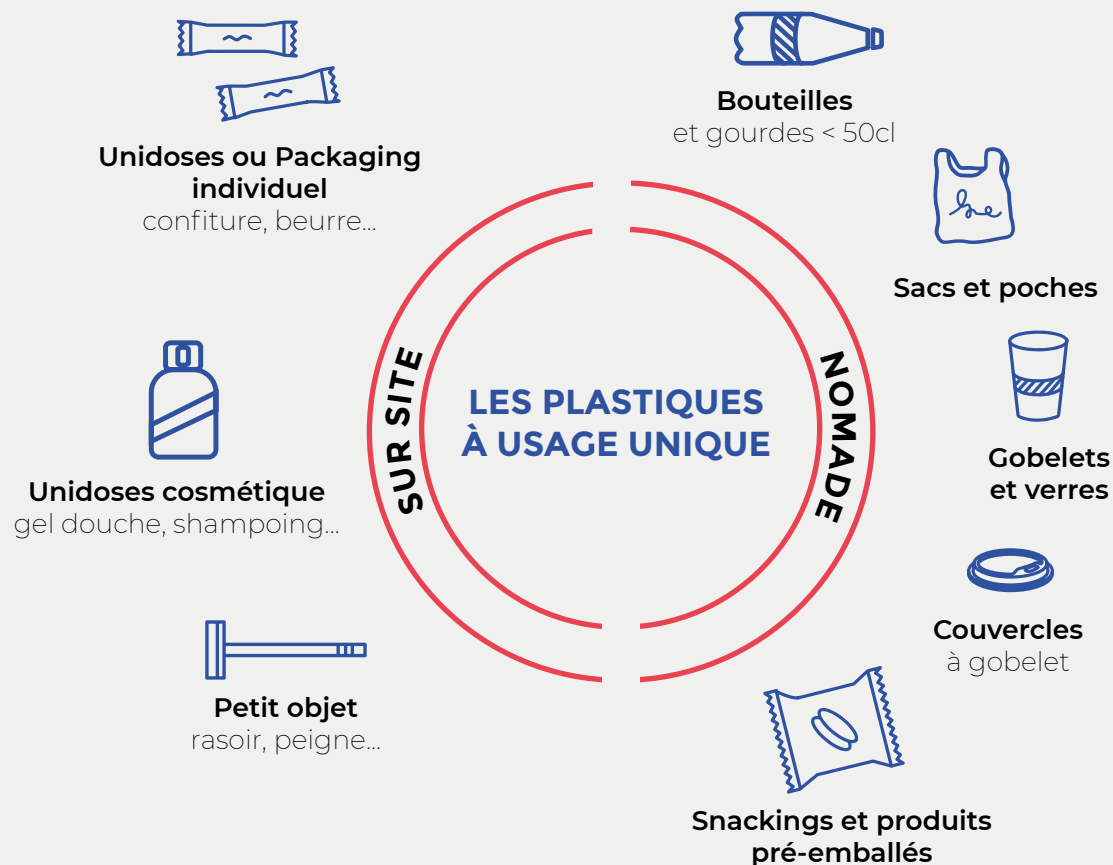 Unidoses ou Packaging
individuel
confiture, beurre...
Unidoses cosmétique
gel douche, shampoing...
Petit objet
rasoir, peigne...
SUR SITE
LES PLASTIQUES
À USAGE UNIQUE
NOMADE
Bouteilles
et gourdes < 50cl
Sacs et poches
Gobelets
et verres
Couvercles
à gobelet
Snackings et produits
pré-emballés